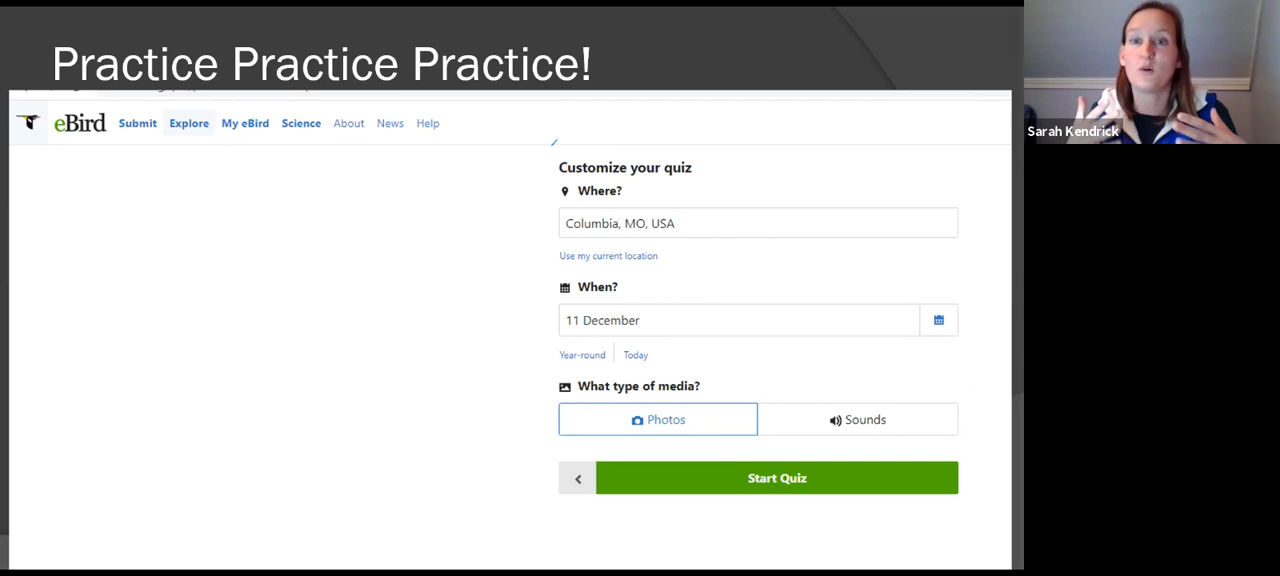 Practice Practice Practice!
eBird Submit Explore My eBird Science About News Help
Customize your quiz
Where?
Columbia, MO, USA
Use my current location
When?
11 December
Year-round Today
What type of media?
Photos Sounds
Start Quiz
Sarah Kendrick